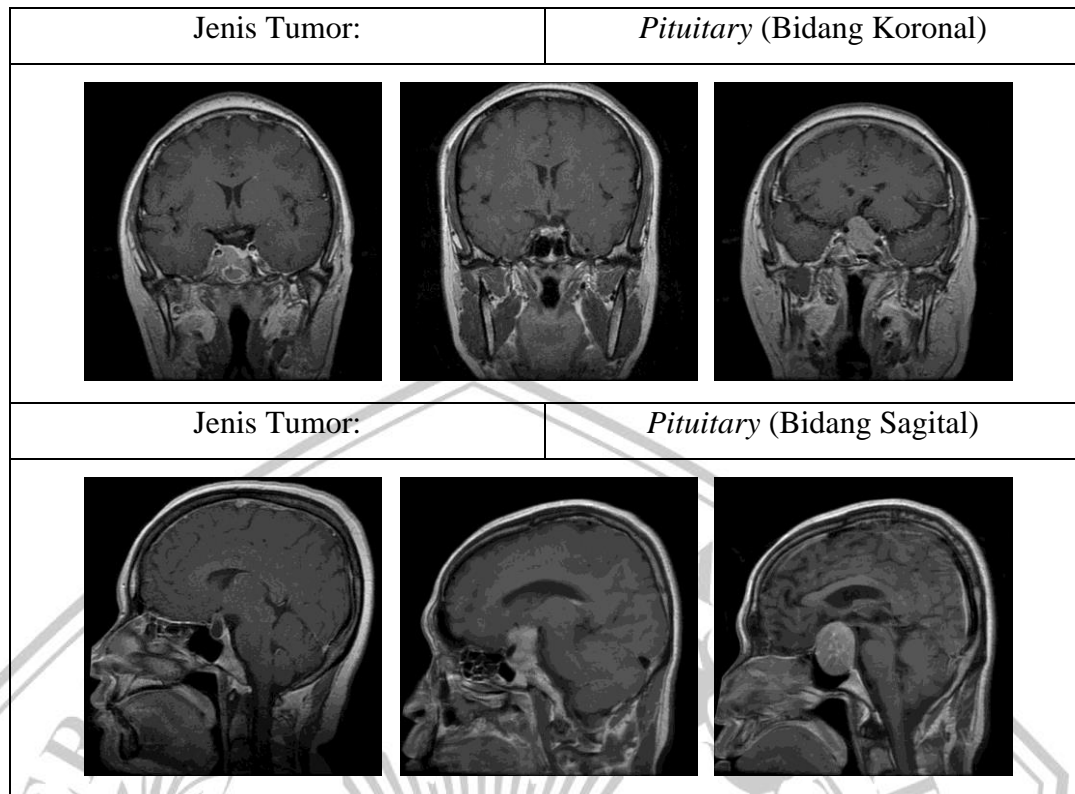 Jenis Tumor:
Pituitary (Bidang Koronal)
Jenis Tumor:
Pituitary (Bidang Sagital)